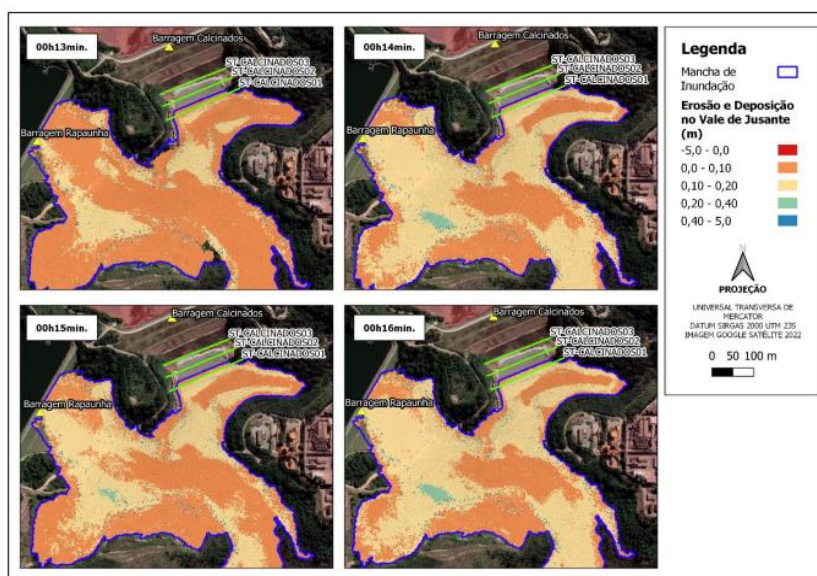 00h13min.
Barragem Calcinados
ST-CALCINADOS03
ST-CALCINADOS02
ST-CALCINADOS01
Barragem Rapaunha
00h14min.
Barragem Calcinados
ST-CALCINADOS03
ST-CALCINADOS02
ST-CALCINADOS01
Barragem Rapaunha
00h15min.
Barragem Calcinados
ST-CALCINADOS03
ST-CALCINADOS02
ST-CALCINADOS01
Barragem Rapaunha
00h16min.
Barragem Calcinados
ST-CALCINADOS03
ST-CALCINADOS02
ST-CALCINADOS01
Barragem Rapaunha
Legenda
Mancha de
Inundação
Erosão e Deposição
no Vale de Jusante
(m)
-5,0 - 0,0
0,0 - 0,10
0,10 - 0,20
0,20 - 0,40
0,40 - 5,0
N
PROJEÇÃO
UNIVERSAL TRANSVERSA DE
MERCATOR
DATUM SIRGAS 2000 UTM 23S
IMAGEM GOOGLE SATÉLITE 2022
0 50 100 m